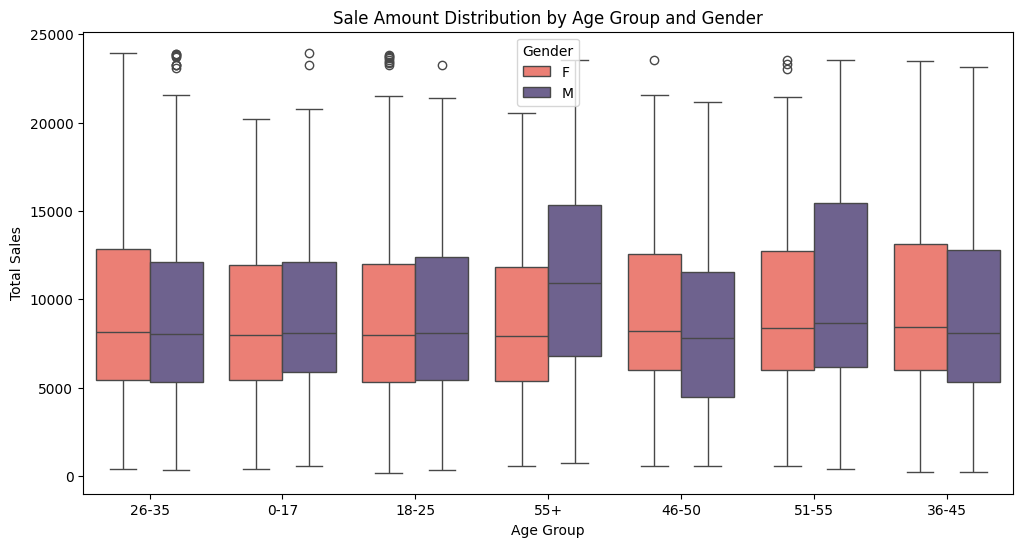 Sale Amount Distribution by Age Group and Gender
25000
20000
15000
10000
5000
0
Total Sales
Gender
F
M
26-35
0-17
18-25
55+
46-50
51-55
36-45
Age Group